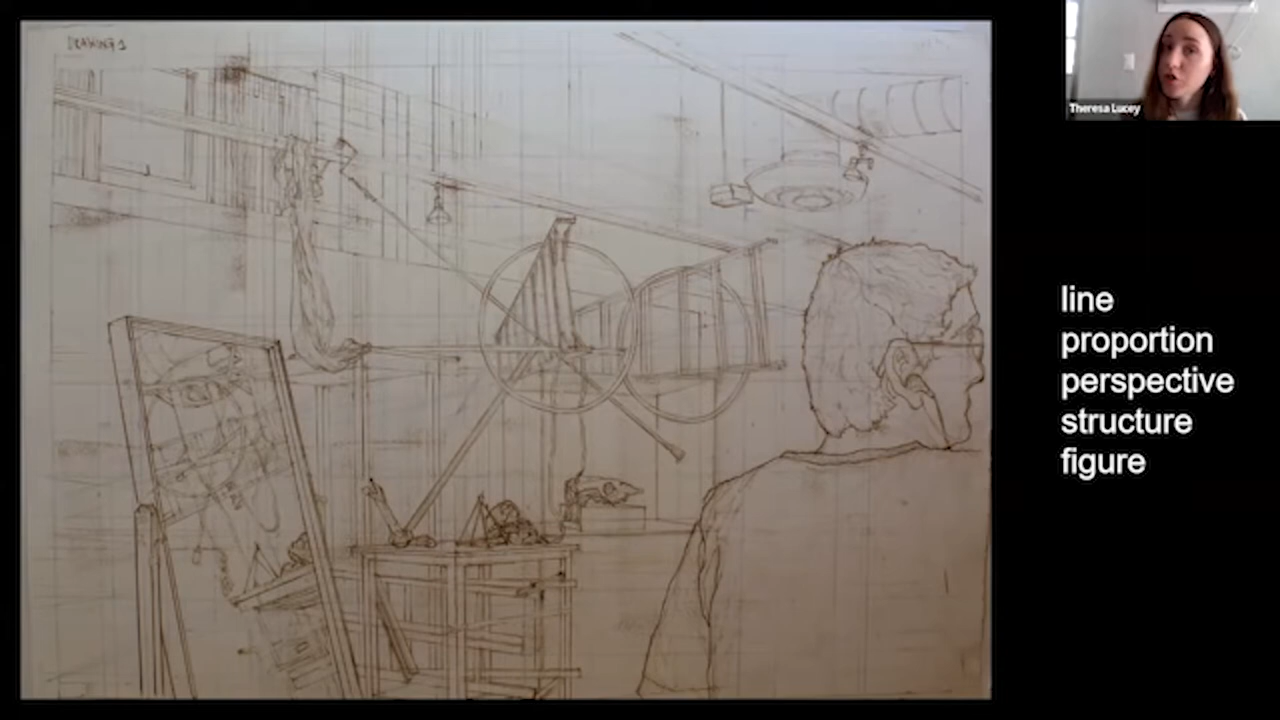 DRAWING 1
Theresa Lucey
line
proportion
perspective
structure
figure